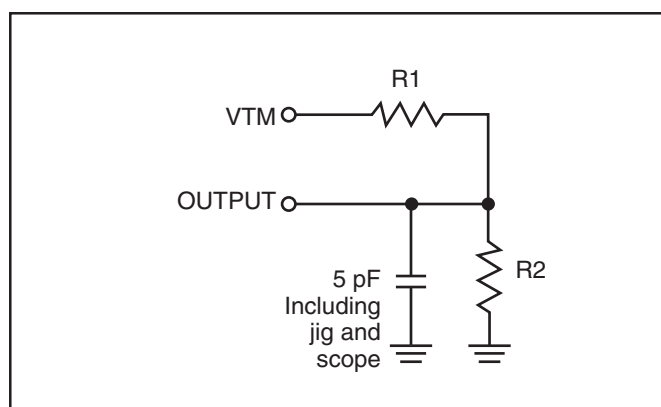 R1
VTM
OUTPUT
R2
5 pF
Including
jig and
scope